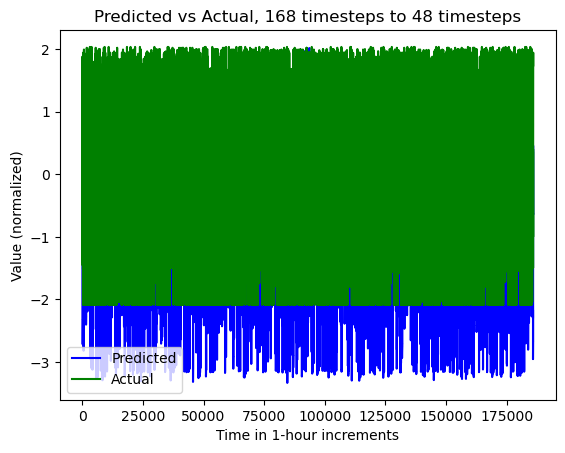 Predicted vs Actual, 168 timesteps to 48 timesteps
Value (normalized)
2
1
0
−1
−2
−3
Predicted
Actual
0 25000 50000 75000 100000 125000 150000 175000
Time in 1-hour increments